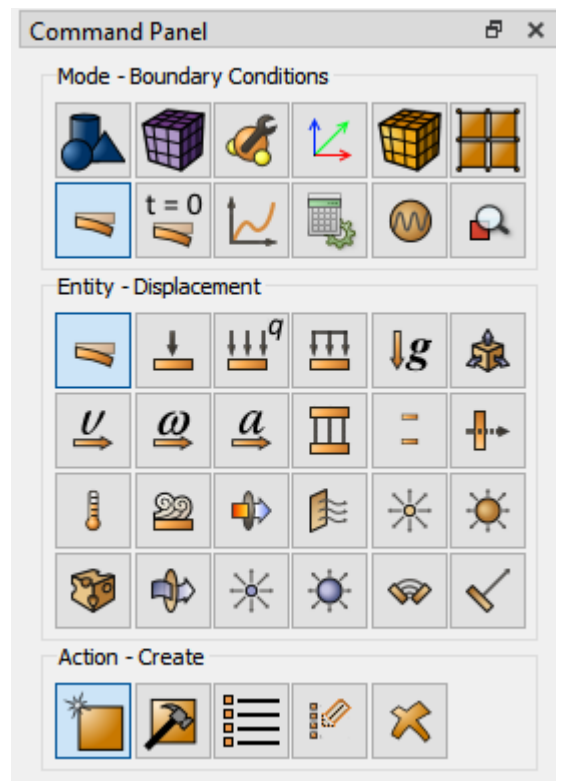 Command Panel
Mode - Boundary Conditions
t = 0
Entity - Displacement
q
g
υ ω a
Action - Create